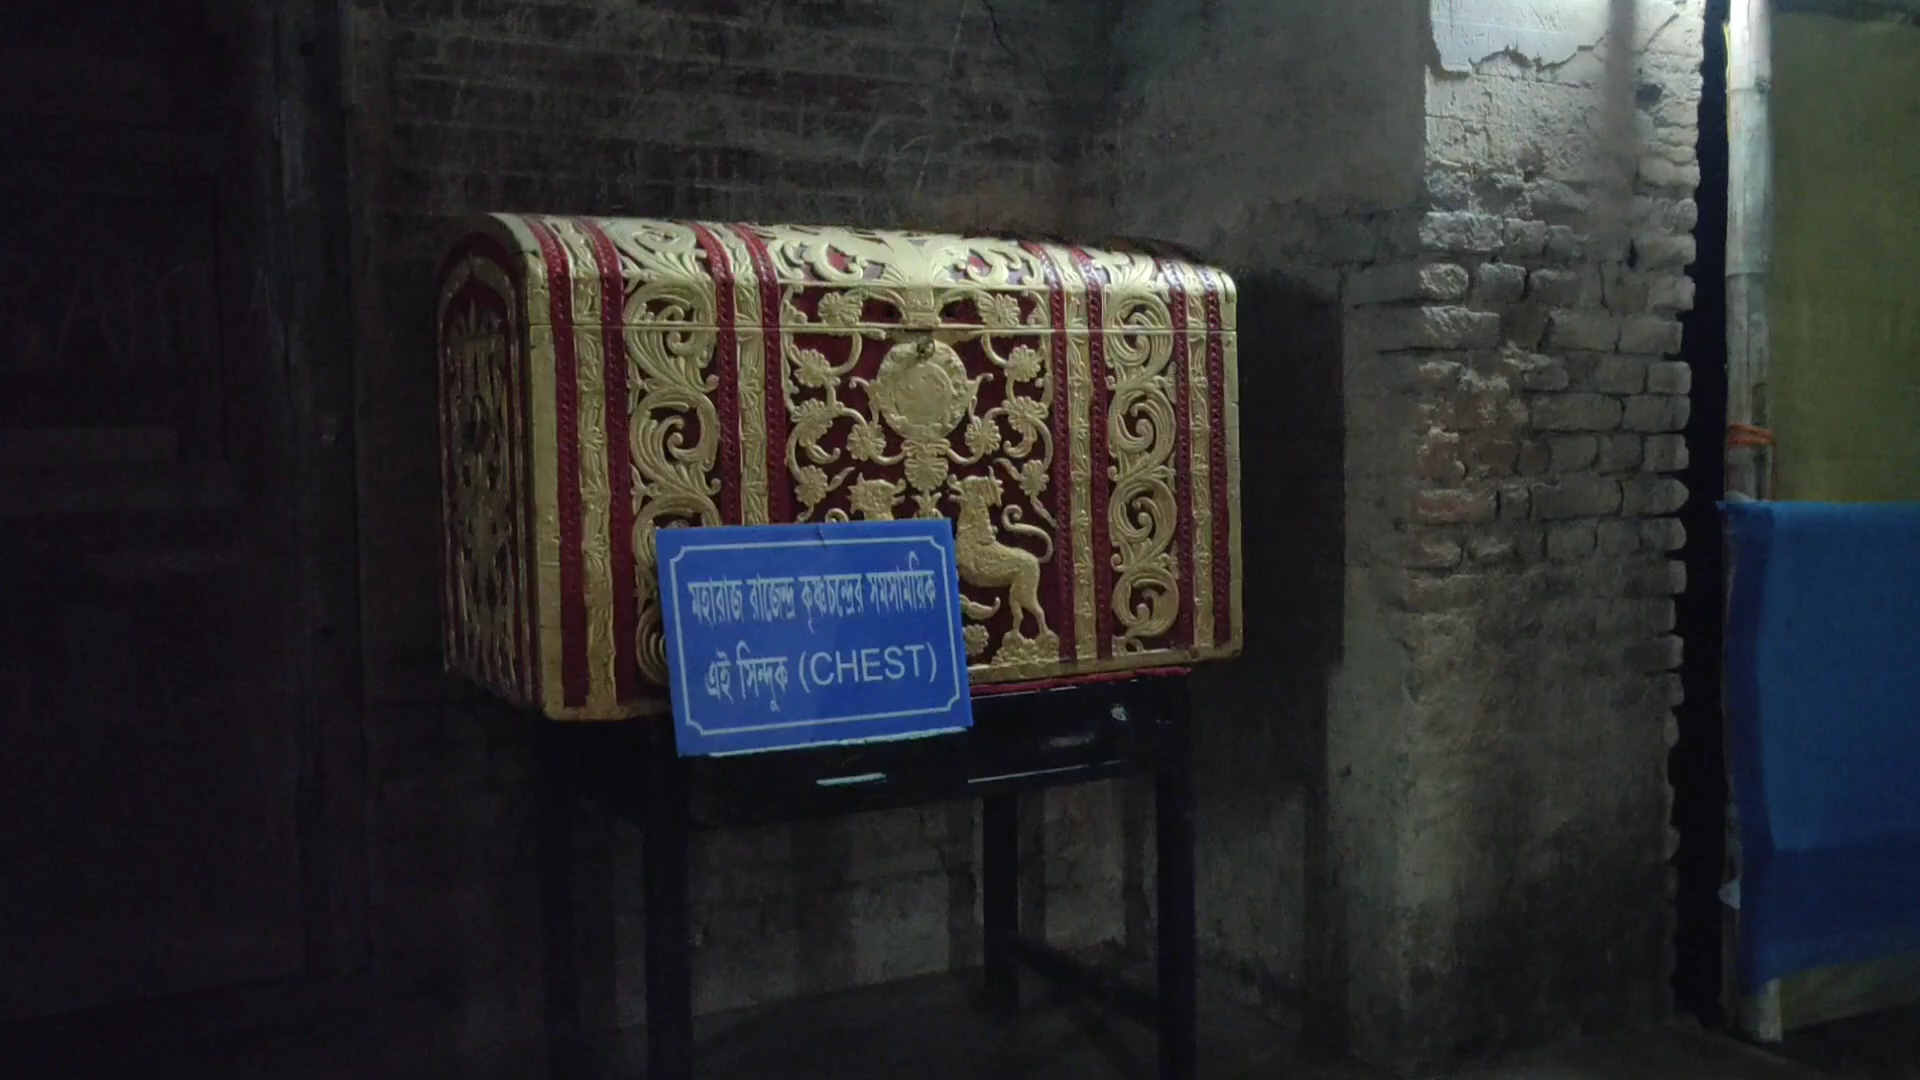 মহারাজ রাজেন্দ্র কৃষ্ণচন্দ্রের সমসাময়িক
এই সিন্দুক (CHEST)